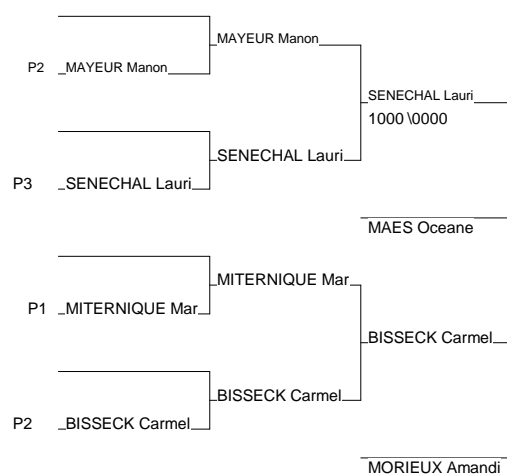 MAYEUR Manon
P2 MAYEUR Manon
SENECHAL Lauri
1000 \0000
SENECHAL Lauri
P3 SENECHAL Lauri
MAES Oceane
MITERNIQUE Mar
P1 MITERNIQUE Mar
BISSECK Carmel
BISSECK Carmel
P2 BISSECK Carmel
MORIEUX Amandi